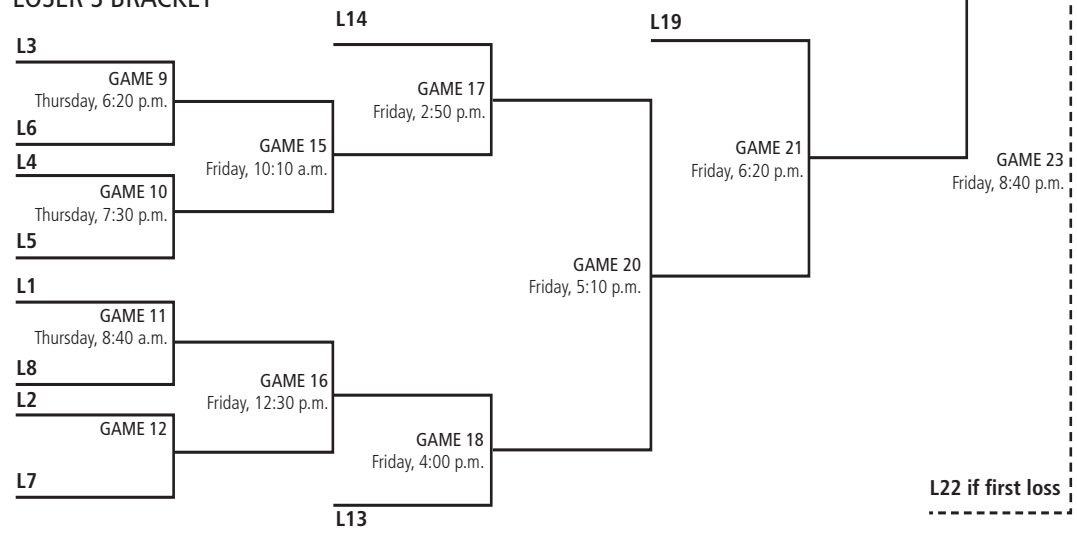 LOSER'S BRACKET
L3
GAME 9
Thursday, 6:20 p.m.
L6
L4
GAME 10
Thursday, 7:30 p.m.
L5
L1
GAME 11
Thursday, 8:40 a.m.
L8
L2
GAME 12
L7
GAME 15
Friday, 10:10 a.m.
GAME 16
Friday, 12:30 p.m.
L14
GAME 17
Friday, 2:50 p.m.
GAME 18
Friday, 4:00 p.m.
L13
GAME 20
Friday, 5:10 p.m.
L19
GAME 21
Friday, 6:20 p.m.
GAME 23
Friday, 8:40 p.m.
L22 if first loss